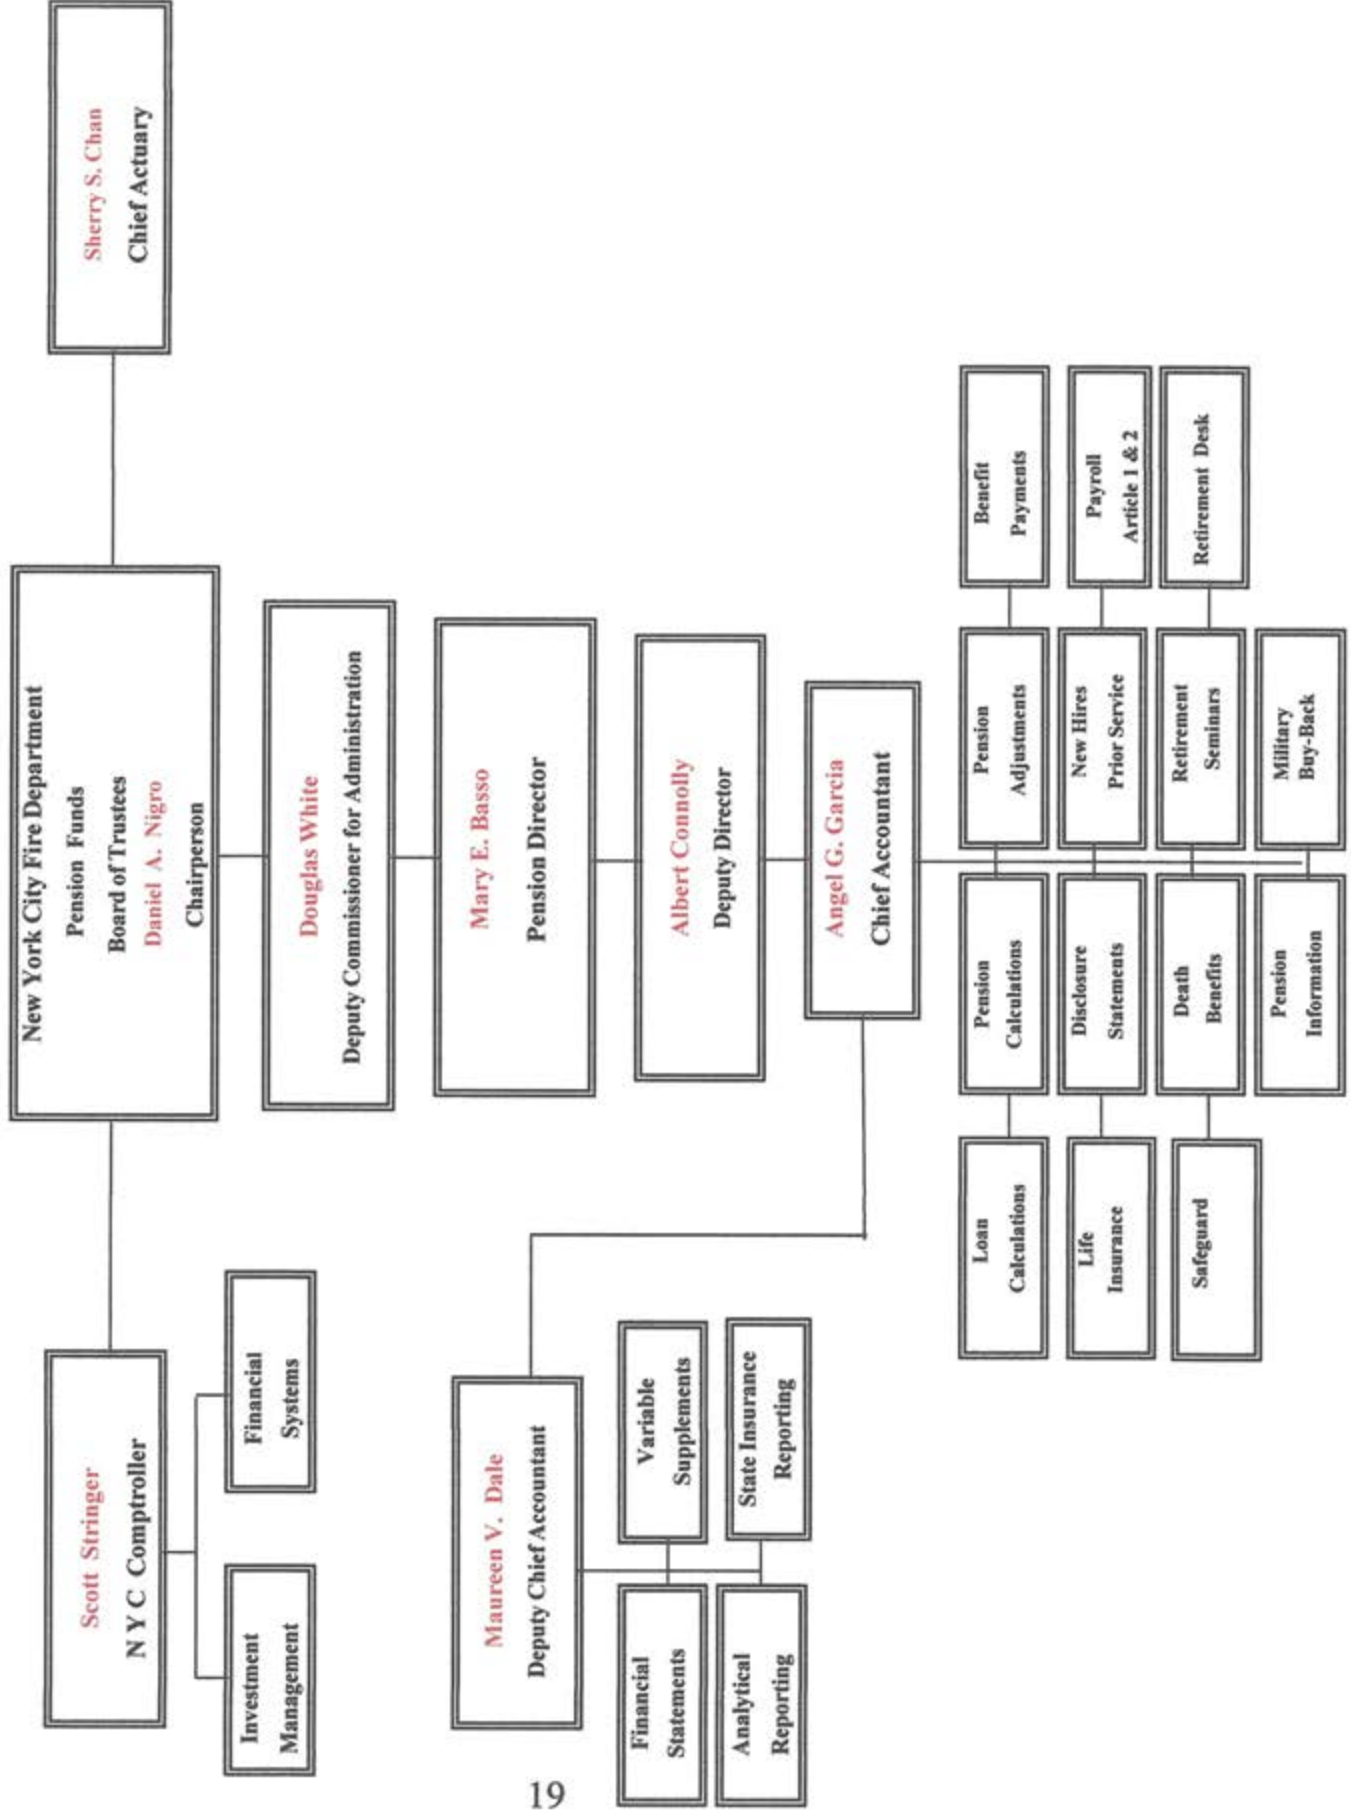 New York City Fire Department
Pension Funds
Board of Trustees
Daniel A. Nigro
Chairperson
Scott Stringer
N Y C Comptroller
Sherry S. Chan
Chief Actuary
Investment
Management
Financial
Systems
Douglas White
Deputy Commissioner for Administration
Mary E. Basso
Pension Director
Albert Connolly
Deputy Director
Angel G. Garcia
Chief Accountant
Maureen V. Dale
Deputy Chief Accountant
Financial
Statements
Variable
Supplements
Analytical
Reporting
State Insurance
Reporting
Loan
Calculations
Pension
Calculations
Pension
Adjustments
Benefit
Payments
Life
Insurance
Disclosure
Statements
New Hires
Prior Service
Payroll
Article 1 & 2
Safeguard
Death
Benefits
Retirement
Seminars
Retirement Desk
Pension
Information
Military
Buy-Back
19